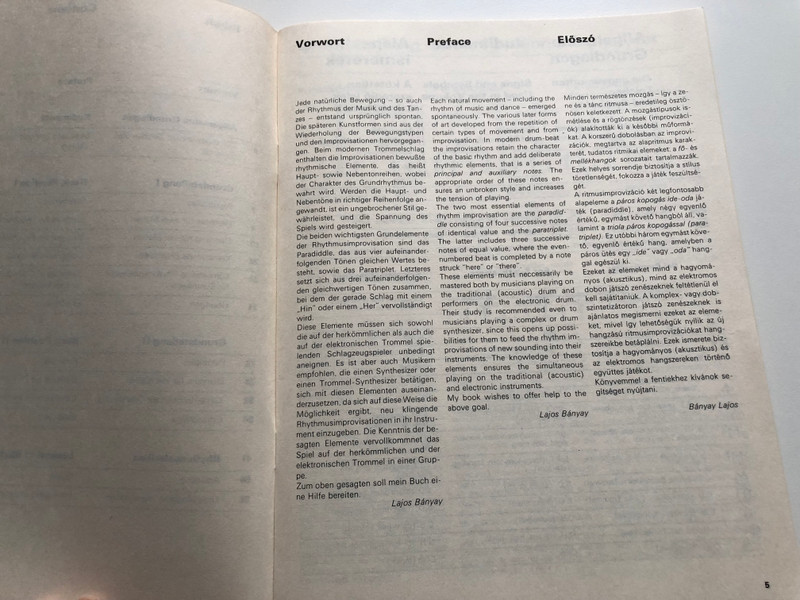 Vorwort
Jede natürliche Bewegung – so auch
der Rhythmus der Musik und des Tan-
zes – entstand ursprünglich spontan.
Die späteren Kunstformen sind aus der
Wiederholung der Bewegungstypen
und den Improvisationen hervorgegan-
gen. Beim modernen Trommelschlag
enthalten die Improvisationen bewußte
rhythmische Elemente, das heißt
Haupt- sowie Nebentonreihen, wobei
der Charakter des Grundrhythmus be-
wahrt wird. Werden die Haupt- und
Nebentöne in richtiger Reihenfolge an-
gewandt, ist ein ungebrochener Stil ge-
währleistet, und die Spannung des
Spiels wird gesteigert.
Die beiden wichtigsten Grundelemente
der Rhythmusimprovisation sind das
Paradiddle, das aus vier aufeinander-
folgenden Tönen gleichen Wertes be-
steht, sowie das Paratriplet. Letzteres
setzt sich aus drei aufeinanderfolgen-
den gleichwertigen Tönen zusammen,
bei dem der gerade Schlag mit einem
„Hin" oder einem „Her" vervollständigt
wird.
Diese Elemente müssen sich sowohl
die auf der herkömmlichen als auch die
auf der elektronischen Trommel spie-
lenden Schlagzeugspieler unbedingt
aneignen. Es ist aber auch Musikern
empfohlen, die einen Synthesizer oder
einen Trommel-Synthesizer betätigen,
sich mit diesen Elementen auseinan-
derzusetzen, da sich auf diese Weise die
Möglichkeit ergibt, neu klingende
Rhythmusimprovisationen in ihr Instru-
ment einzugeben. Die Kenntnis der be-
sagten Elemente vervollkommnet das
Spiel auf der herkömmlichen und der
elektronischen Trommel in einer Grup-
pe.
Zum oben gesagten soll mein Buch ei-
ne Hilfe bereiten.
Lajos Bányay
Preface
Each natural movement – including the
rhythm of music and dance – emerged
spontaneously. The various later forms
of art developed from the repetition of
certain types of movement and from
improvisation. In modern drum-beat
the improvisations retain the character
of the basic rhythm and add deliberate
rhythmic elements, that is a series of
principal and auxiliary notes. The
appropriate order of these notes en-
sures an unbroken style and increases
the tension of playing.
The two most essential elements of
rhythm improvisation are the paradid-
dle consisting of four successive notes
of identical value and the paratriplet.
The latter includes three successive
notes of equal value, where the even-
numbered beat is completed by a note
struck "here" or "there".
These elements must neccessarily be
mastered both by musicians playing on
the traditional (acoustic) drum and
performers on the electronic drum.
Their study is recommended even to
musicians playing a complex or drum
synthesizer, since this opens up possi-
bilities for them to feed the rhythm im-
provisations of new sounding into their
instruments. The knowledge of these
elements ensures the simultaneous
playing on the traditional (acoustic)
and electronic instruments.
My book wishes to offer help to the
above goal.
Lajos Bányay
Előszó
Minden természetes mozgás – így a ze-
ne és a tánc ritmusa – eredetileg ösztö-
nösen keletkezett. A mozgástípusok is-
métlése és a rögtönzések (improvizáci-
ók) alakították ki a későbbi műformá-
kat. A korszerű dobolásban az improvi-
zációk, megtartva az alapritmus karak-
terét, tudatos ritmikai elemeket, a fő- és
mellékhangok sorozatait tartalmazzák.
Ezek helyes sorrendje biztosítja a stílus
töretlenségét, fokozza a játék feszültsé-
gét.
A ritmusimprovizáció két legfontosabb
alapeleme a páros kopogás ide-oda já-
ték (paradiddle), amely négy egyenlő
értékű, egymást követő hangból áll, va-
lamint a triola kopogással (para-
triplet). Ez utóbbi három egymást köve-
tő, egyenlő értékű hang, amelyben a
páros ütés egy „ide" vagy „oda" hang-
gal egészül ki.
Ezeket az elemeket mind a hagyomá-
nyos (akusztikus), mind az elektromos
dobon játszó zenészeknek feltétlenül el
kell sajátítaniuk. A komplex- vagy dob-
szintetizátoron játszó zenészeknek is
ajánlatos megismerni ezeket az eleme-
ket, mivel így lehetőségük nyílik az új
hangzású ritmusimprovizációkat hang-
szereikbe betáplálni. Ezek ismerete biz-
tosítja a hagyományos (akusztikus) és
az elektromos hangszereken történő
együttes játékot.
Könyvemmel a fentiekhez kívánok se-
gítséget nyújtani.
Bányay Lajos
5